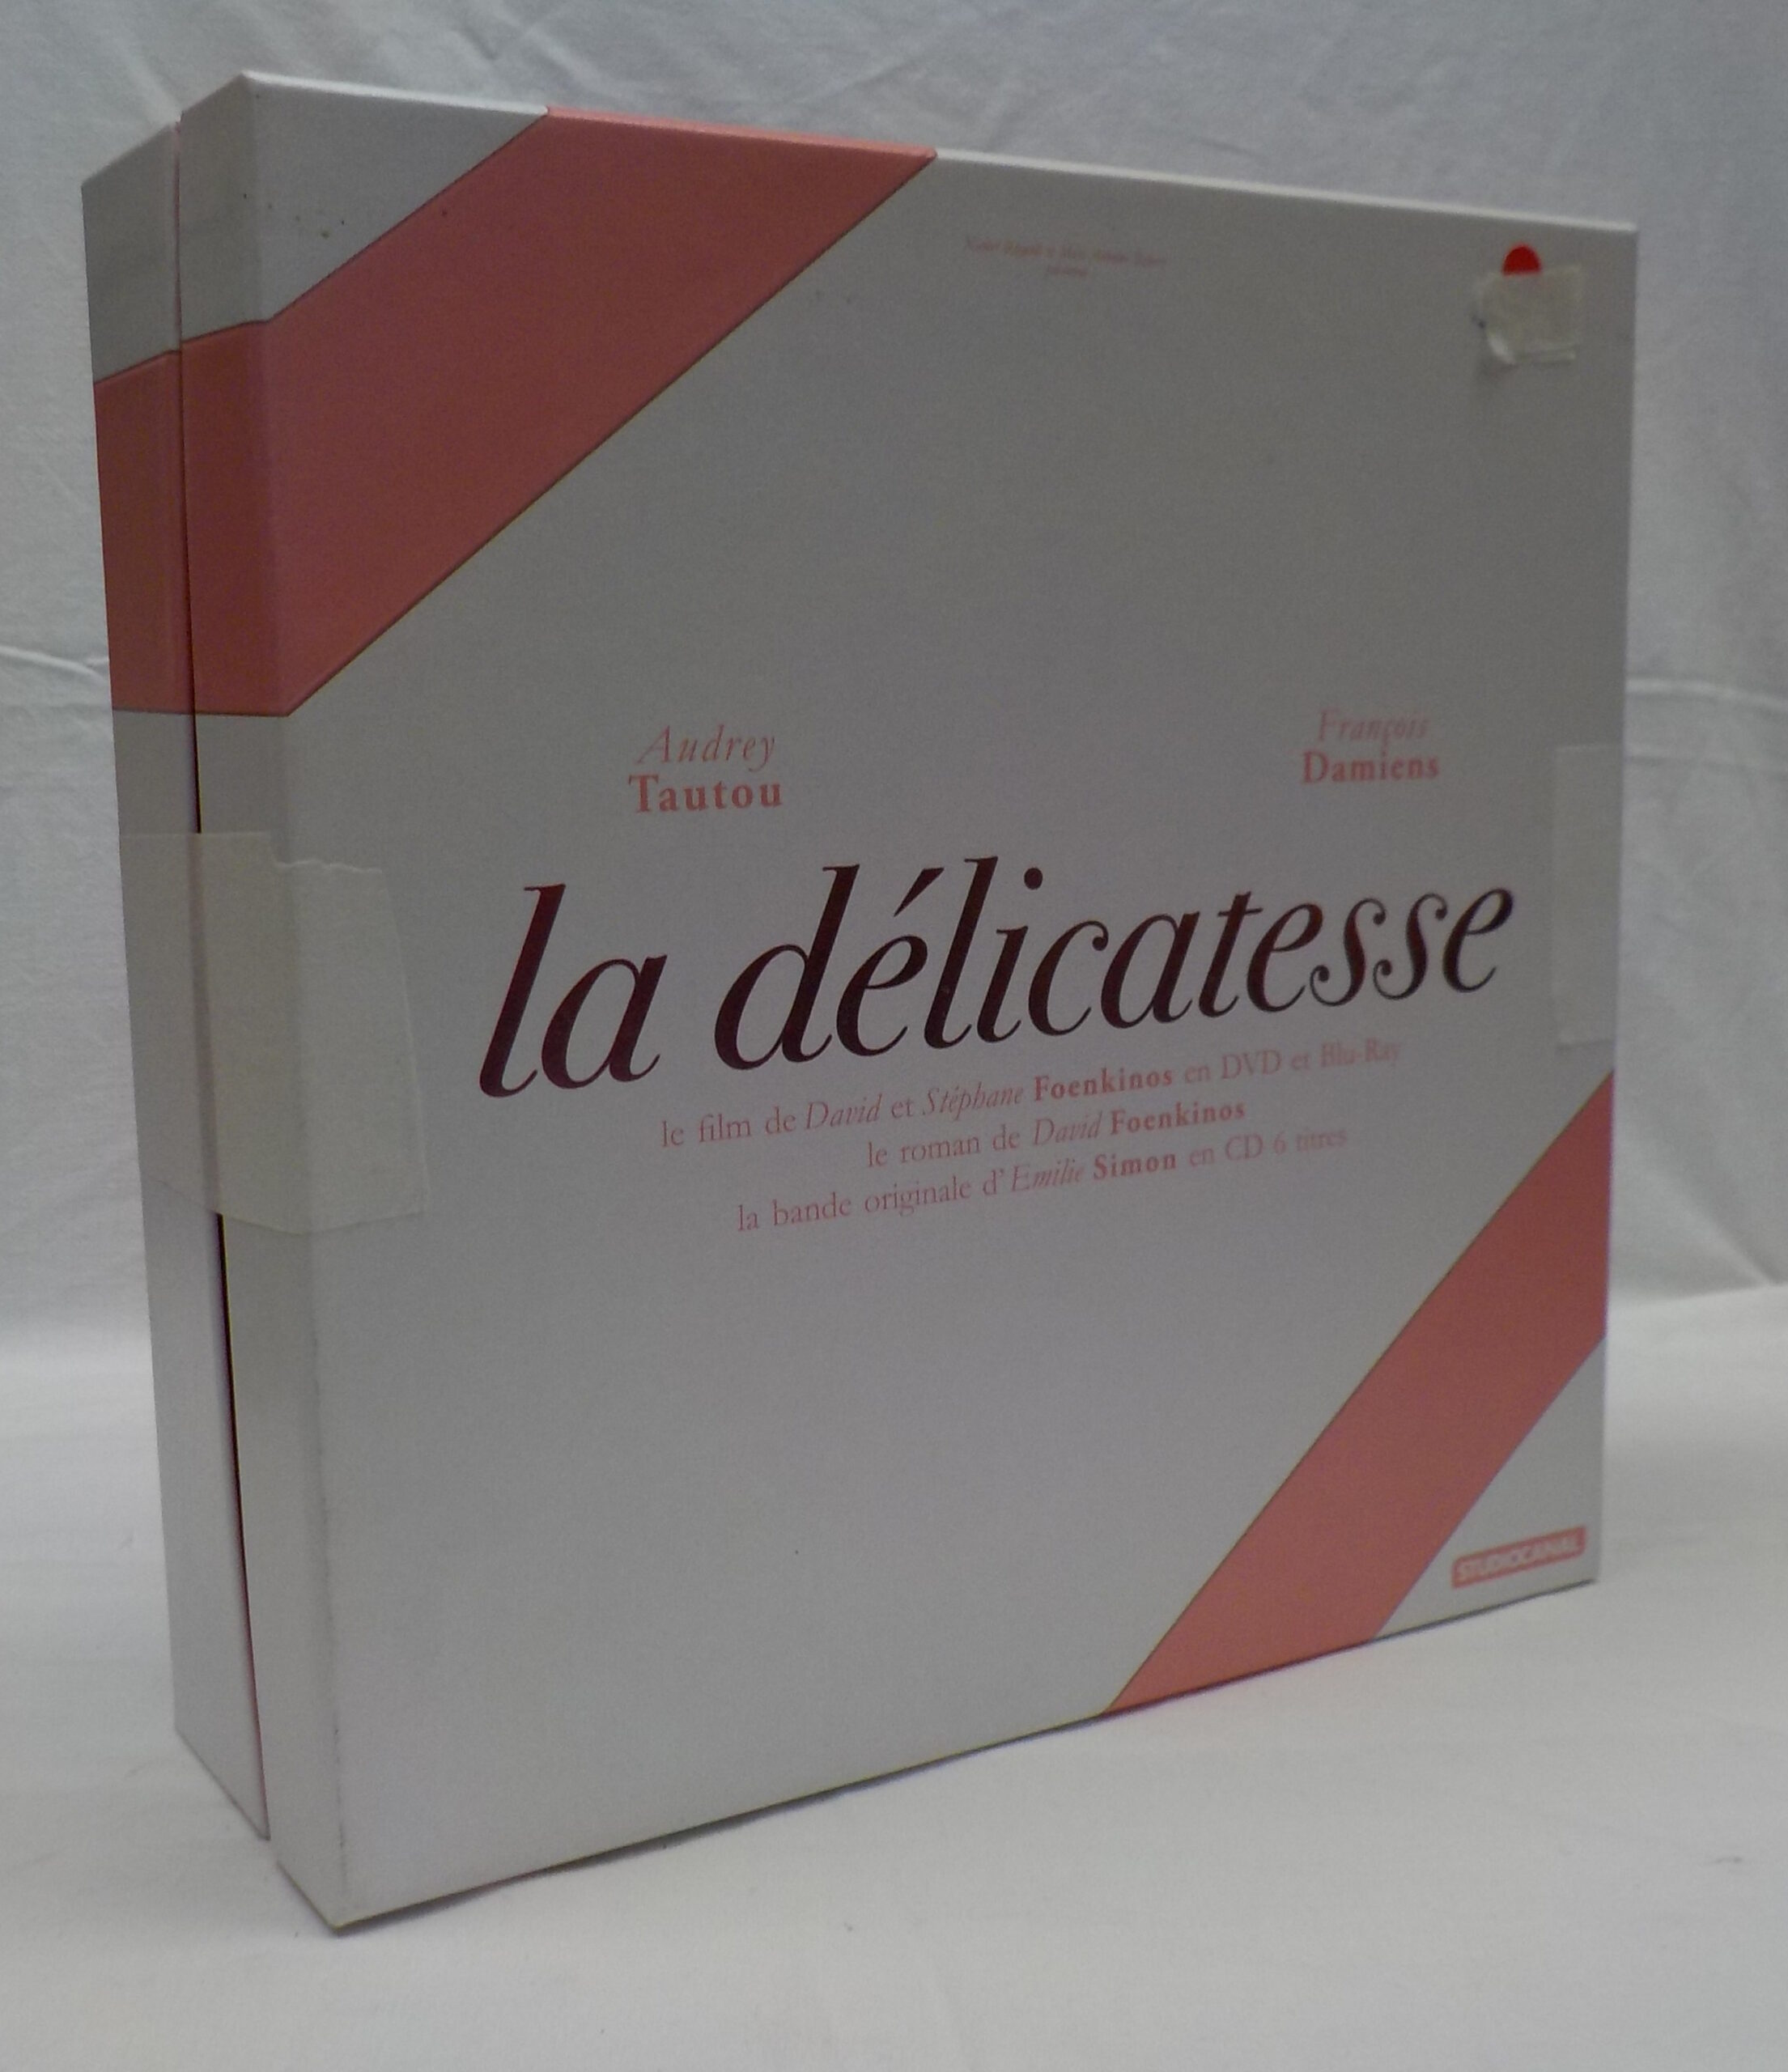 Audrey
Tautou
François
Damiens
la délicatesse
le film de David et Stéphane Foenkinos en DVD et Blu-Ray
le roman de David Foenkinos
la bande originale d'Emilie Simon en CD 6 titres
STUDIOCANAL